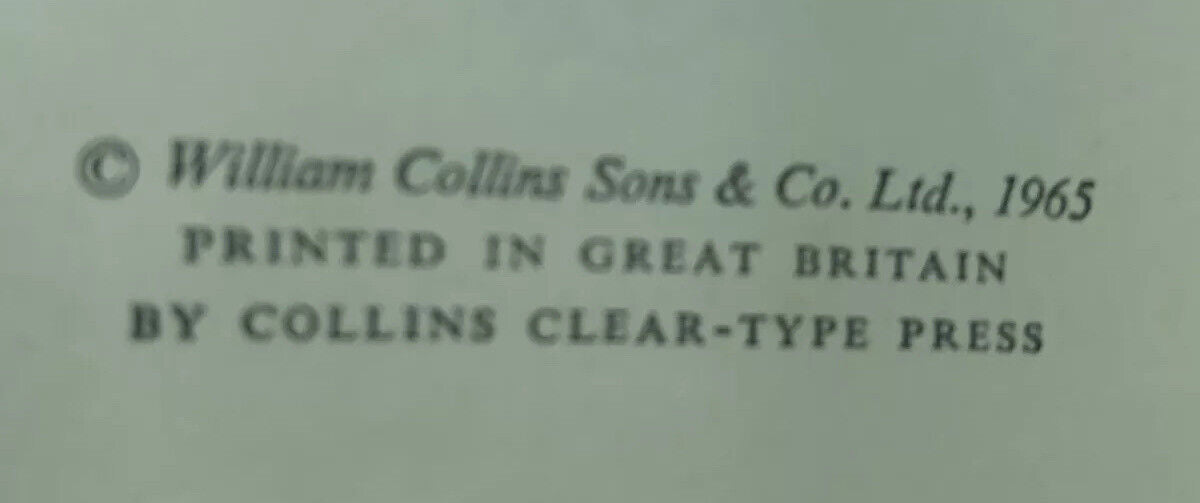 © William Collins Sons & Co. Ltd., 1965
PRINTED IN GREAT BRITAIN
BY COLLINS CLEAR-TYPE PRESS